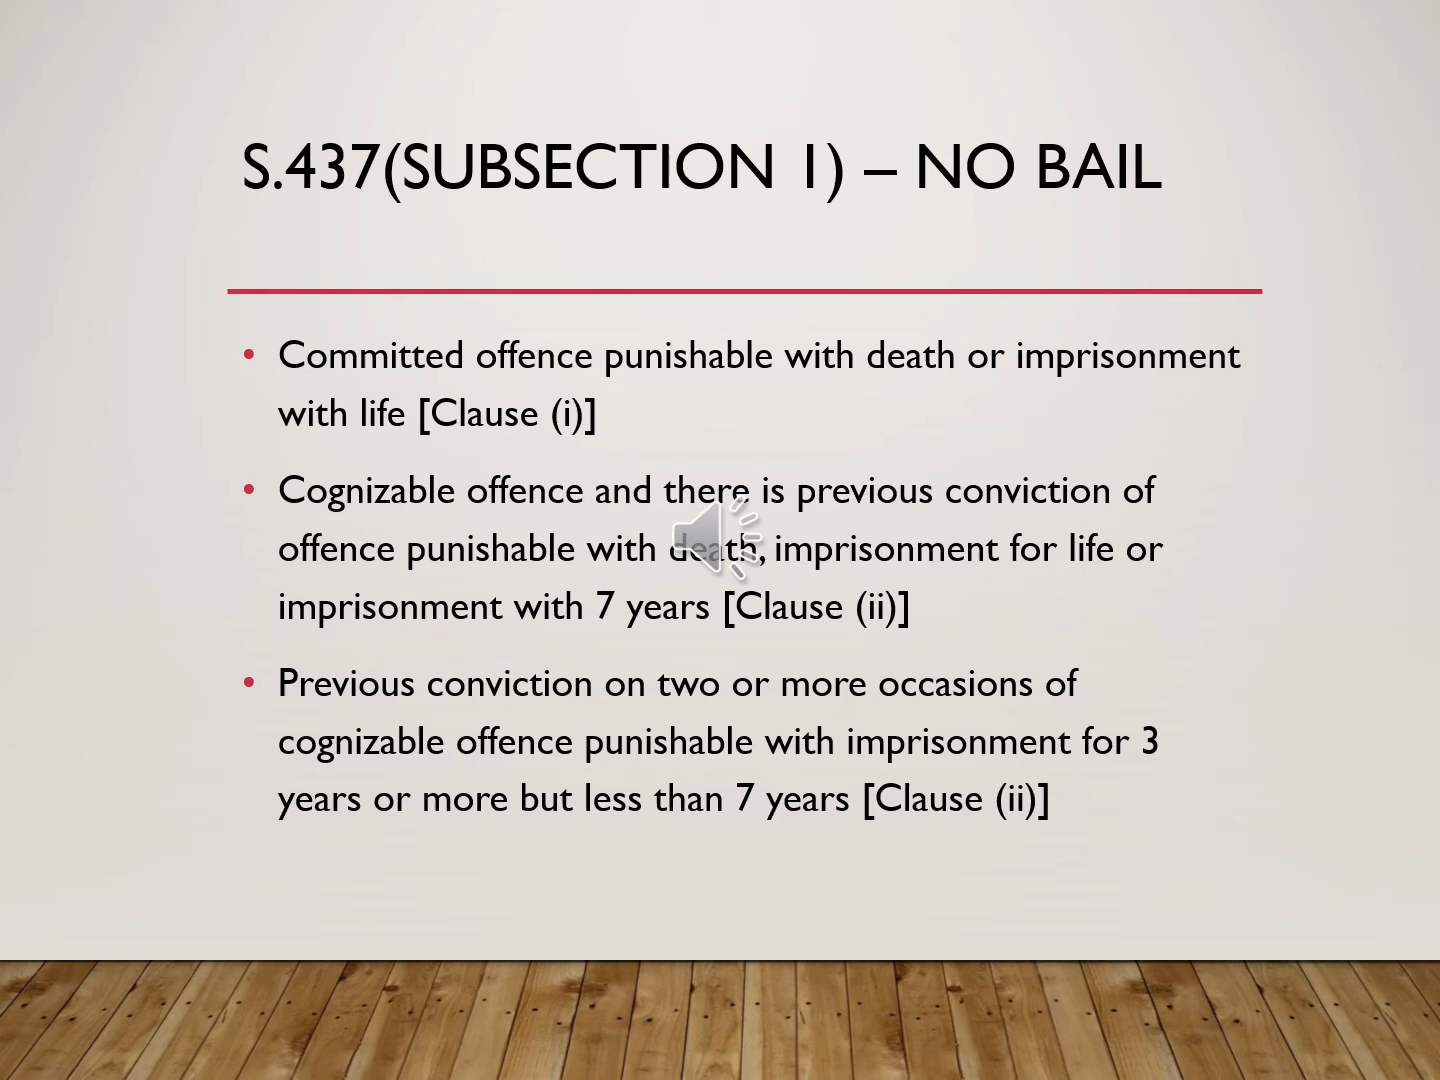 S.437(SUBSECTION 1) – NO BAIL
• Committed offence punishable with death or imprisonment
with life [Clause (i)]
• Cognizable offence and there is previous conviction of
offence punishable with death, imprisonment for life or
imprisonment with 7 years [Clause (ii)]
• Previous conviction on two or more occasions of
cognizable offence punishable with imprisonment for 3
years or more but less than 7 years [Clause (ii)]